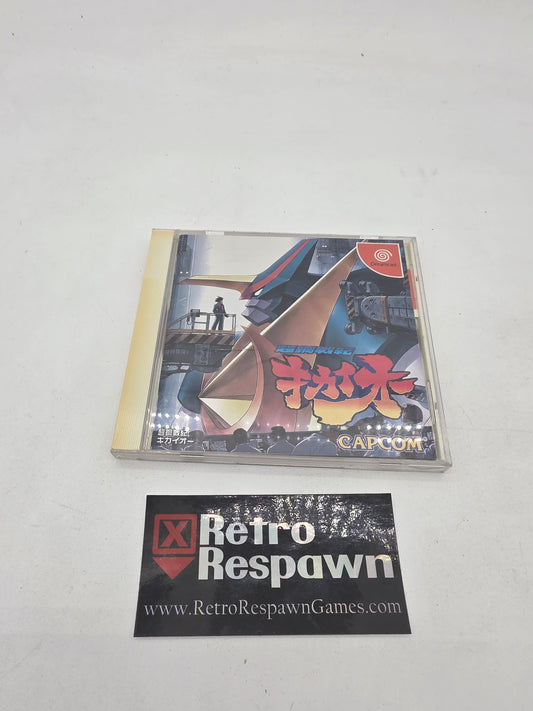 Dreamcast
超鋼戦紀
キカイオー
CAPCOM
超鋼戦紀
キカイオー
X Retro
Respawn
www.RetroRespawnGames.com